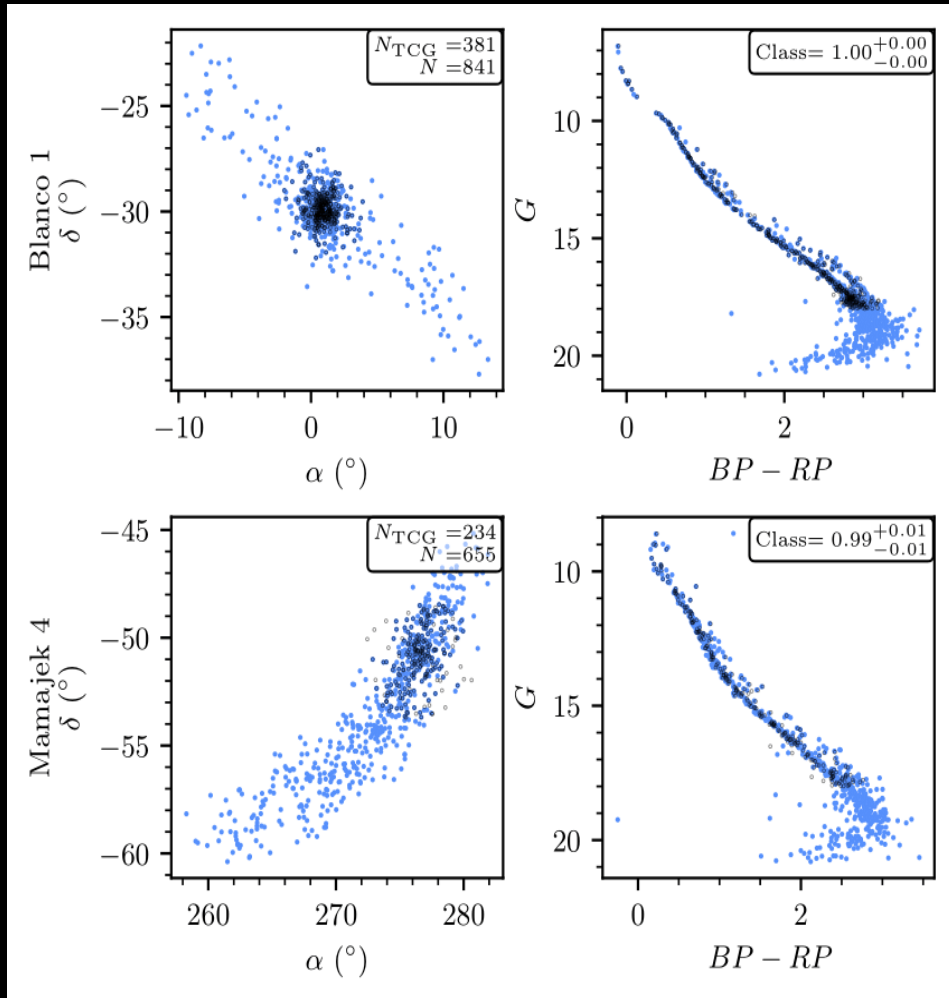 Blanco 1
δ (°)
−25
−30
−35
N_TCG =381
N =841
−10 0 10
α (°)
G
10
15
20
Class= 1.00 +0.00 −0.00
0 2
BP − RP
Mamajek 4
δ (°)
−45
−50
−55
−60
N_TCG =234
N =655
260 270 280
α (°)
G
10
15
20
Class= 0.99 +0.01 −0.01
0 2
BP − RP